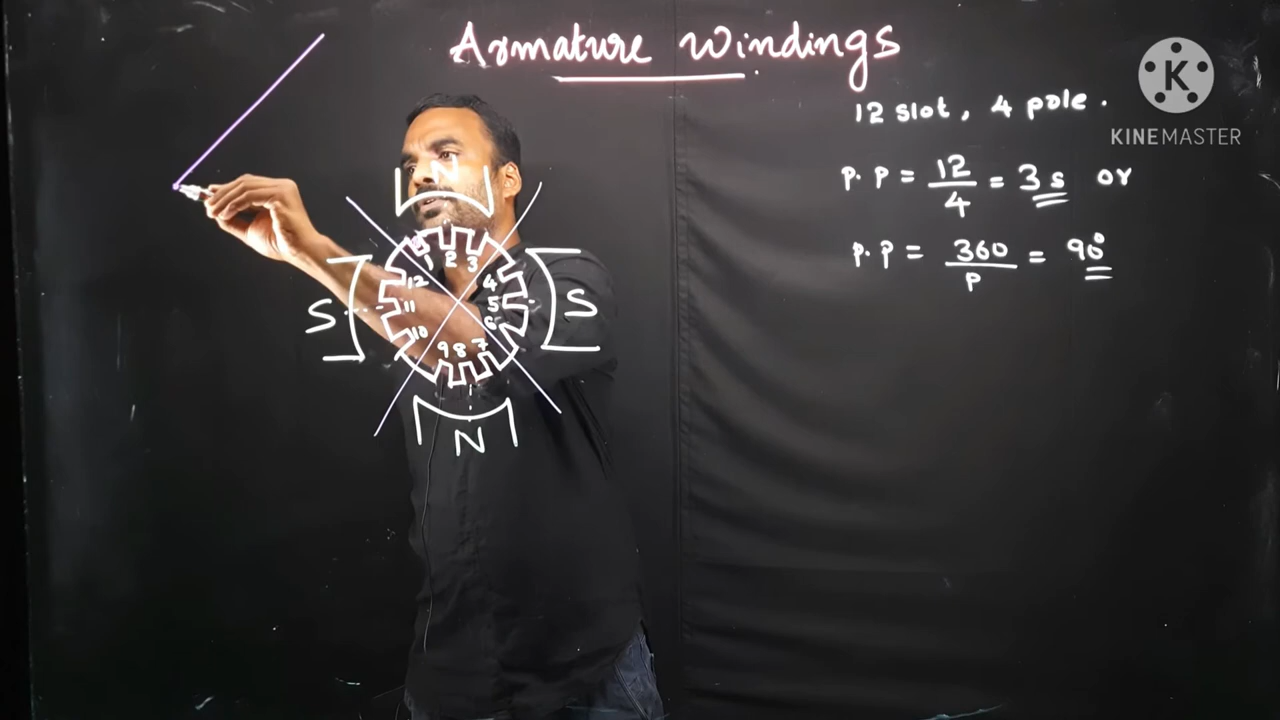 Armature Windings
12 slot, 4 pole.
P.P = 12/4 = 3s or
P.P = 360/P = 90°
KINEMASTER
K
N
S
S
N
1 2 3 4 5 6 7 8 9 10 11 12